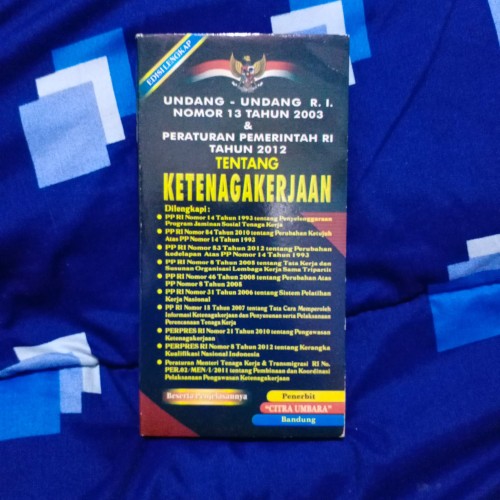 EDISI LENGKAP
UNDANG - UNDANG R. I.
NOMOR 13 TAHUN 2003
&
PERATURAN PEMERINTAH RI
TAHUN 2012
TENTANG
KETENAGAKERJAAN
Dilengkapi :
PP RI Nomor 14 Tahun 1993 tentang Penyelenggaraan
Program Jaminan Sosial Tenaga Kerja
PP RI Nomor 84 Tahun 2010 tentang Perubahan Ketujuh
Atas PP Nomor 14 Tahun 1993
PP RI Nomor 53 Tahun 2012 tentang Perubahan
kedelapan Atas PP Nomor 14 Tahun 1993
PP RI Nomor 8 Tahun 2005 tentang Tata Kerja dan
Susunan Organisasi Lembaga Kerja Sama Tripartit
PP RI Nomor 46 Tahun 2008 tentang Perubahan Atas
PP Nomor 8 Tahun 2005
PP RI Nomor 31 Tahun 2006 tentang Sistem Pelatihan
Kerja Nasional
PP RI Nomor 15 Tahun 2007 tentang Tata Cara Memperoleh
Informasi Ketenagakerjaan dan Penyusunan serta Pelaksanaan
Perencanaan Tenaga Kerja
PERPRES RI Nomor 21 Tahun 2010 tentang Pengawasan
Ketenagakerjaan
PERPRES RI Nomor 8 Tahun 2012 tentang Kerangka
Kualifikasi Nasional Indonesia
Peraturan Menteri Tenaga Kerja & Transmigrasi RI No.
PER.02/MEN/I/2011 tentang Pembinaan dan Koordinasi
Pelaksanaan Pengawasan Ketenagakerjaan
Beserta Penjelasannya
Penerbit
"CITRA UMBARA"
Bandung